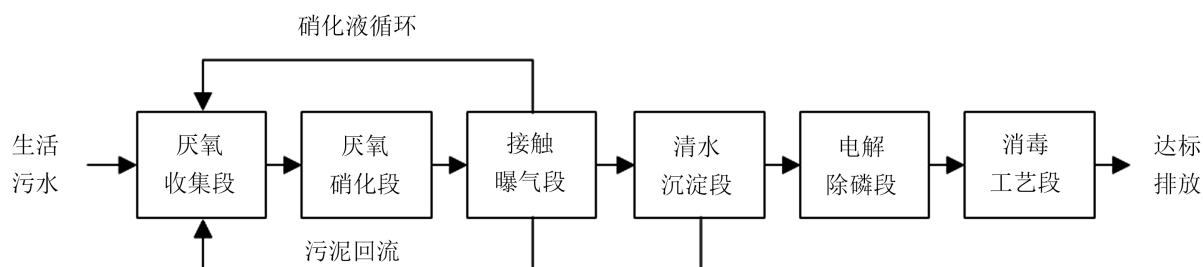 硝化液循环
生活
污水
厌氧
收集段
厌氧
硝化段
接触
曝气段
清水
沉淀段
电解
除磷段
消毒
工艺段
达标
排放
污泥回流